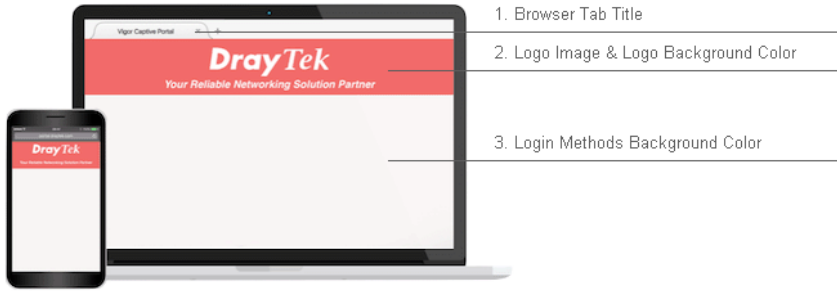 1. Browser Tab Title
Vigor Captive Portal
2. Logo Image & Logo Background Color
DrayTek
Your Reliable Networking Solution Partner
3. Login Methods Background Color
DrayTek
Your Reliable Networking Solution Partner